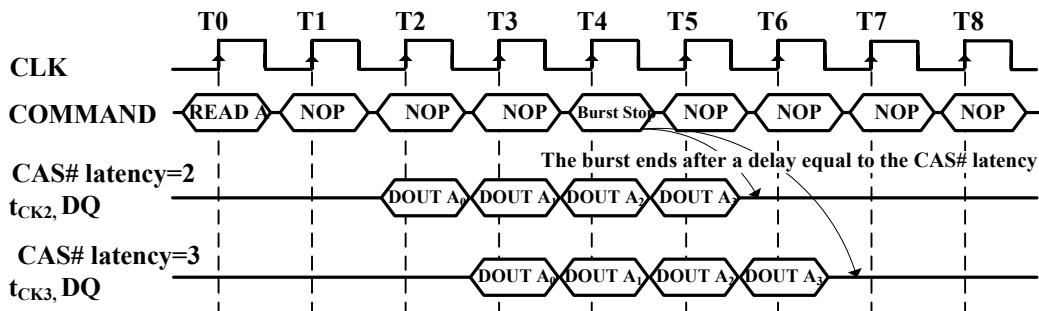 T0 T1 T2 T3 T4 T5 T6 T7 T8
CLK
COMMAND READ A NOP NOP NOP Burst Stop NOP NOP NOP NOP
The burst ends after a delay equal to the CAS# latency
CAS# latency=2
tCK2, DQ DOUT A0 DOUT A1 DOUT A2 DOUT A3
CAS# latency=3
tCK3, DQ DOUT A0 DOUT A1 DOUT A2 DOUT A3